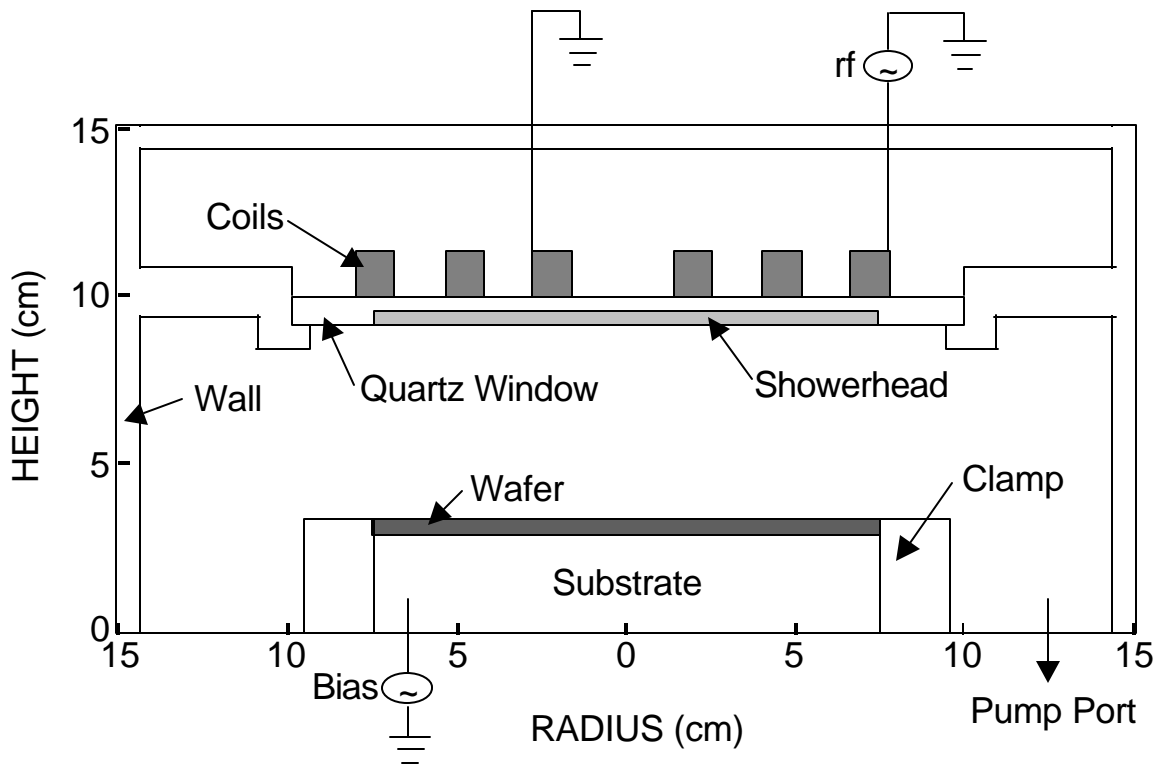 rf
~
15
Coils
10
HEIGHT (cm)
Quartz Window
Showerhead
Wall
5
Wafer
Clamp
Substrate
0
15 10 5 0 5 10 15
Bias ~
RADIUS (cm)
Pump Port